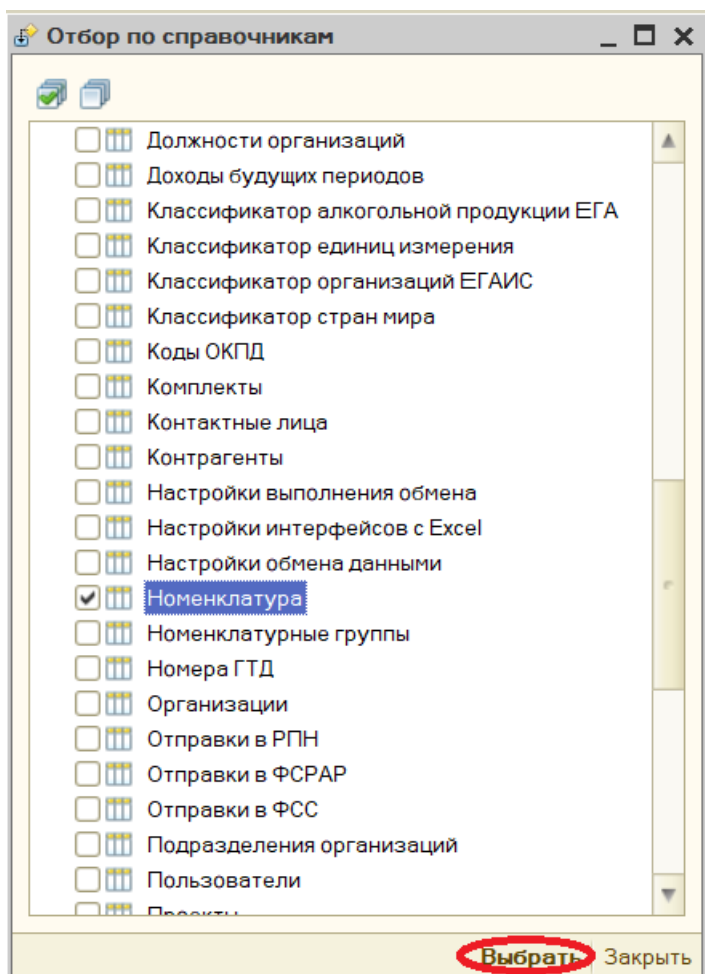 Отбор по справочникам
Должности организаций
Доходы будущих периодов
Классификатор алкогольной продукции ЕГА
Классификатор единиц измерения
Классификатор организаций ЕГАИС
Классификатор стран мира
Коды ОКПД
Комплекты
Контактные лица
Контрагенты
Настройки выполнения обмена
Настройки интерфейсов с Excel
Настройки обмена данными
Номенклатура
Номенклатурные группы
Номера ГТД
Организации
Отправки в РПН
Отправки в ФСРАР
Отправки в ФСС
Подразделения организаций
Пользователи
Проекты
Выбрать Закрыть